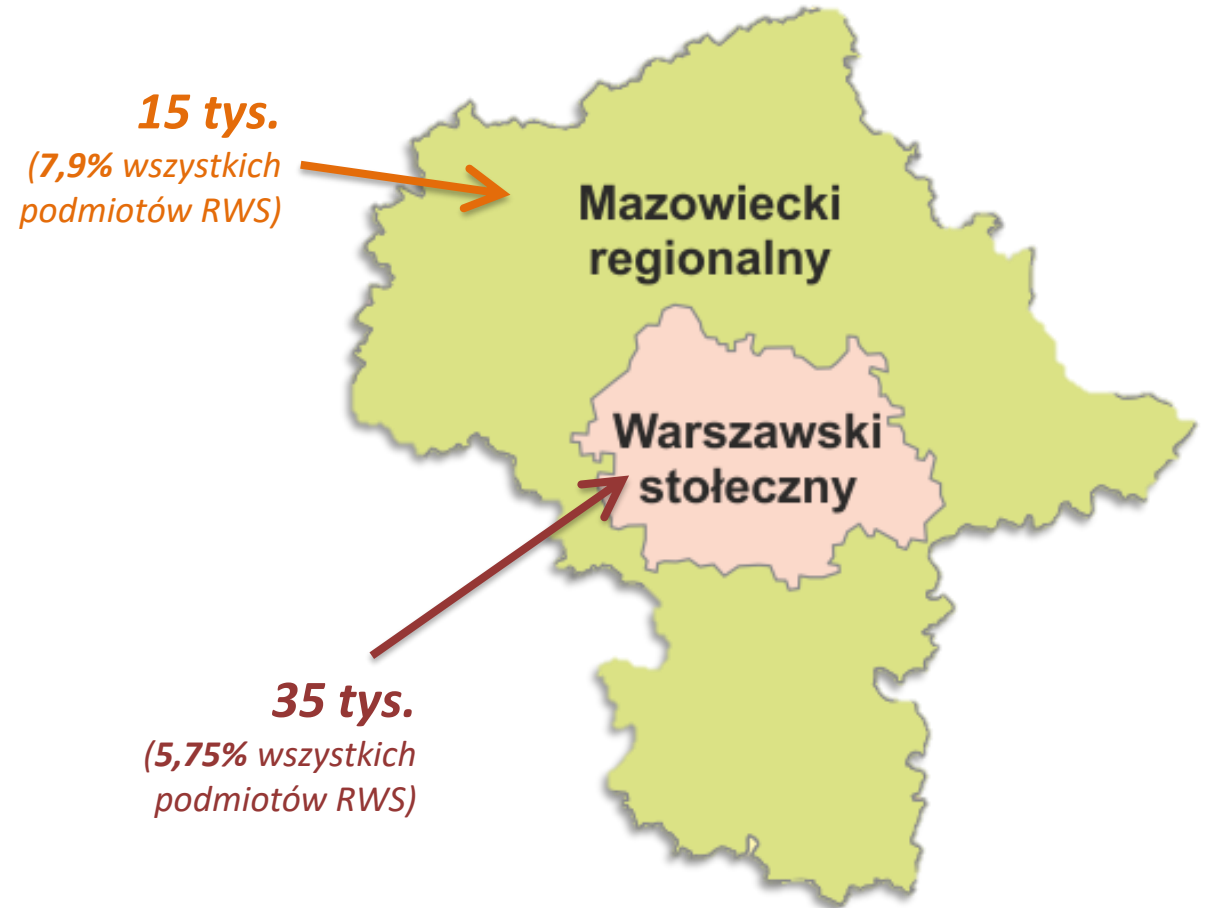 15 tys.
(7,9% wszystkich
podmiotów RWS)
Mazowiecki
regionalny
Warszawski
stołeczny
35 tys.
(5,75% wszystkich
podmiotów RWS)